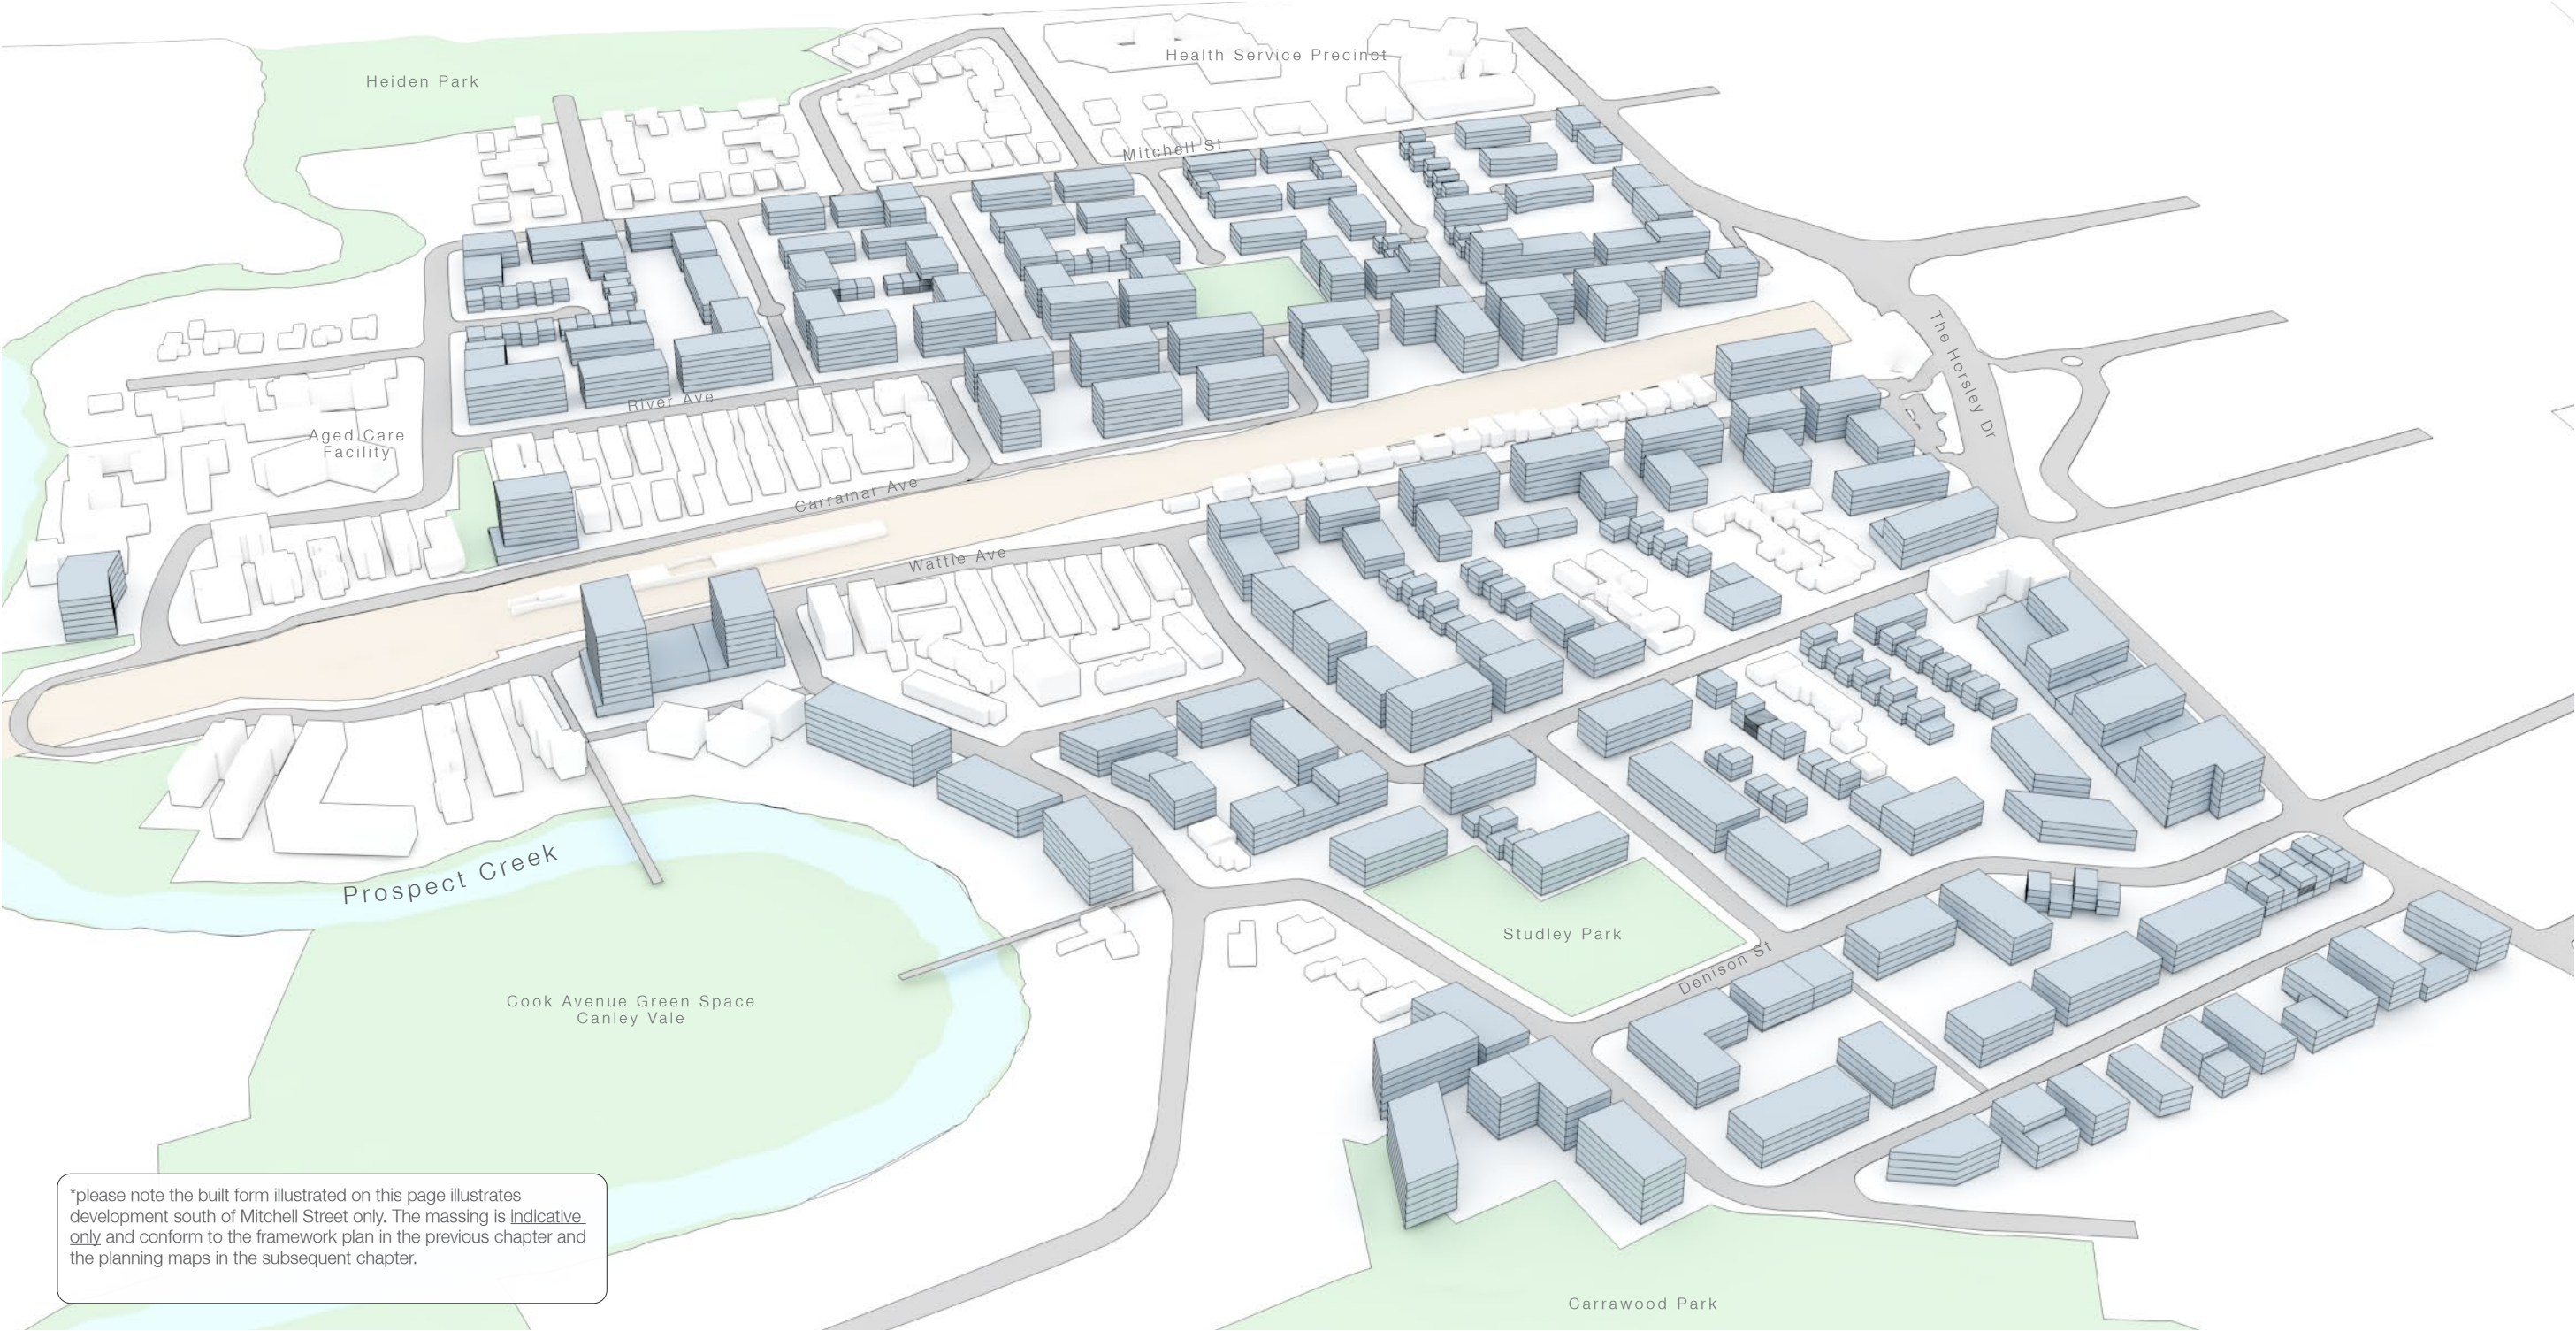 Health Service Precinct
Heiden Park
Mitchell St
The Horsley Dr
River Ave
Aged Care
Facility
Carramar Ave
Wattle Ave
Prospect Creek
Studley Park
Denison St
Cook Avenue Green Space
Canley Vale
*please note the built form illustrated on this page illustrates
development south of Mitchell Street only. The massing is indicative
only and conform to the framework plan in the previous chapter and
the planning maps in the subsequent chapter.
Carrawood Park